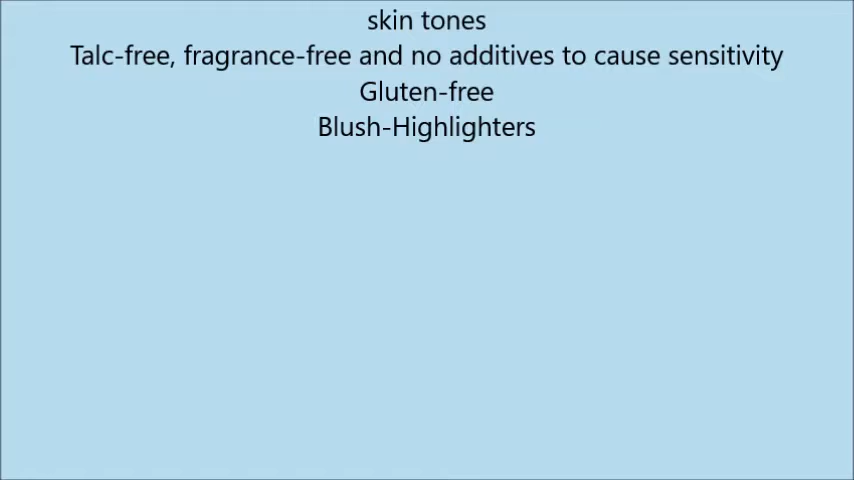 skin tones
Talc-free, fragrance-free and no additives to cause sensitivity
Gluten-free
Blush-Highlighters